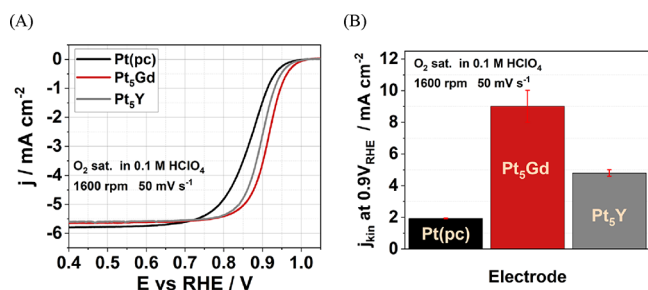 (A)
(B)
j / mA cm⁻²
0
-1
-2
-3
-4
-5
-6
Pt(pc)
Pt₅Gd
Pt₅Y
O₂ sat. in 0.1 M HClO₄
1600 rpm 50 mV s⁻¹
0.4 0.5 0.6 0.7 0.8 0.9 1.0
E vs RHE / V
jₖᵢₙ at 0.9V_RHE / mA cm⁻²
12
10
8
6
4
2
0
O₂ sat. in 0.1 M HClO₄
1600 rpm 50 mV s⁻¹
Pt(pc)
Pt₅Gd
Pt₅Y
Electrode